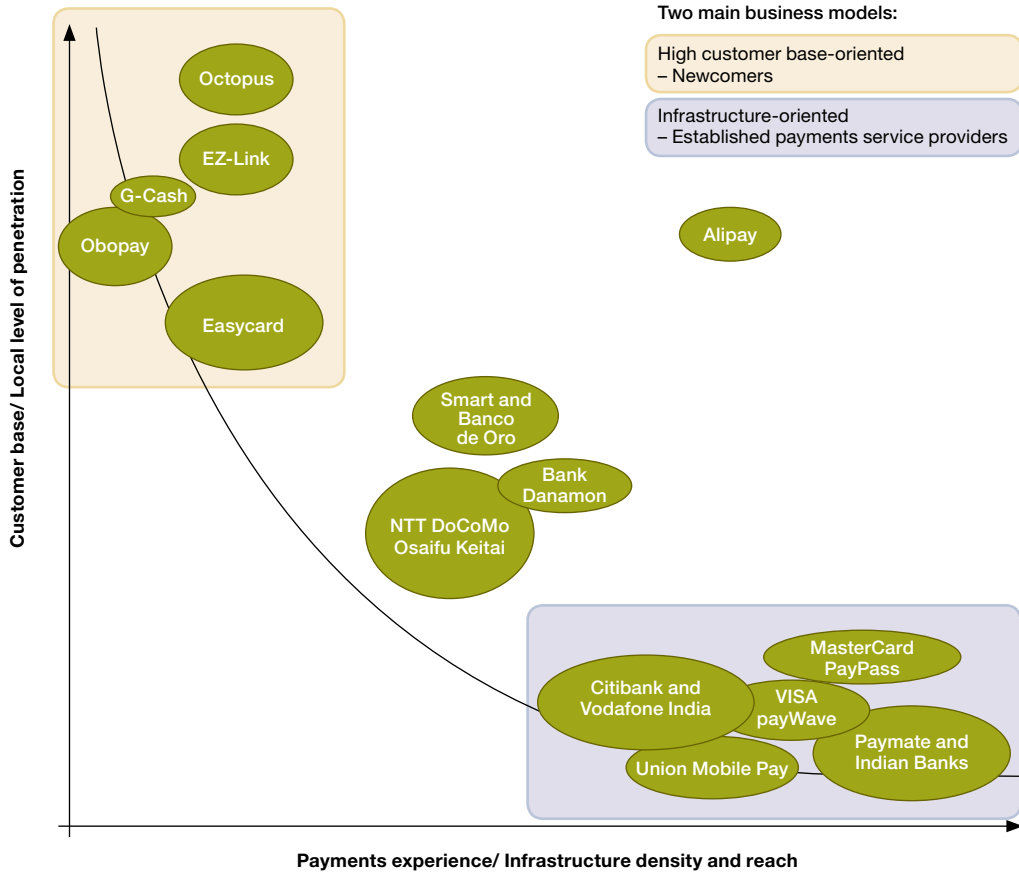 Two main business models:
High customer base-oriented
– Newcomers
Infrastructure-oriented
– Established payments service providers
Customer base/ Local level of penetration
Octopus
EZ-Link
G-Cash
Obopay
Easycard
Alipay
Smart and
Banco
de Oro
Bank
Danamon
NTT DoCoMo
Osaifu Keitai
MasterCard
PayPass
Citibank and
Vodafone India
VISA
payWave
Paymate and
Indian Banks
Union Mobile Pay
Payments experience/ Infrastructure density and reach